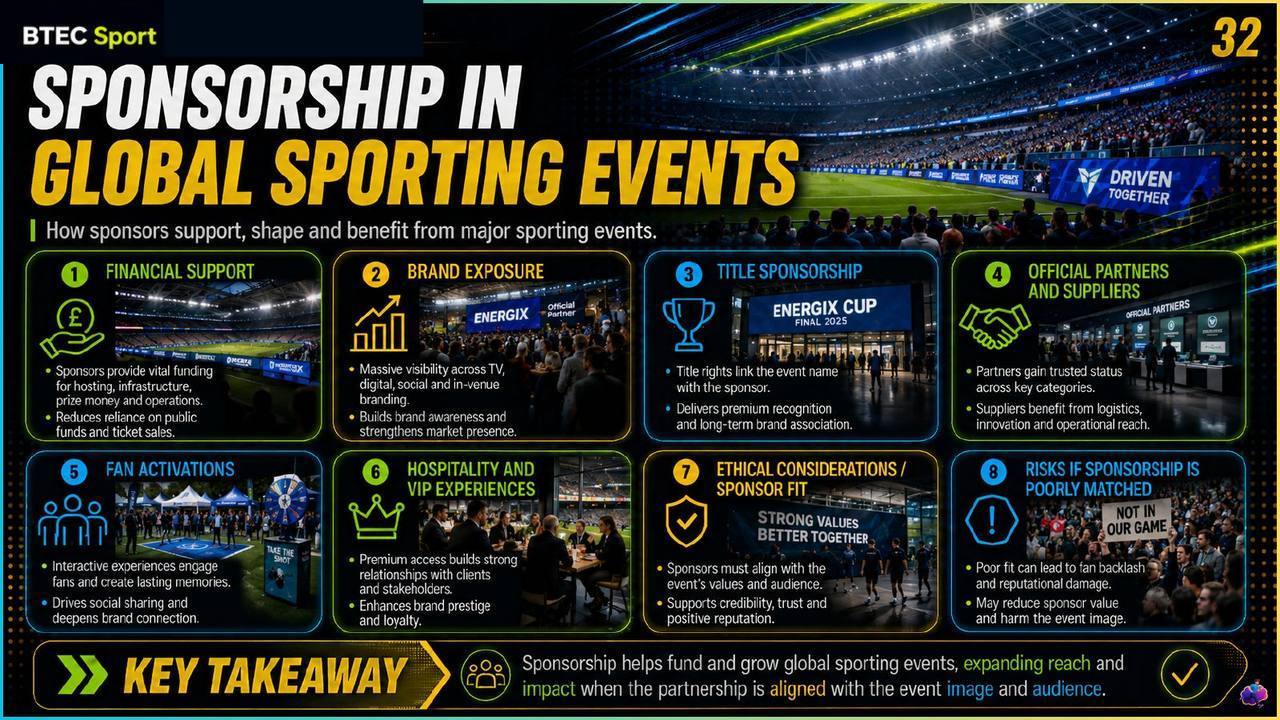 BTEC Sport
32
SPONSORSHIP IN
GLOBAL SPORTING EVENTS
How sponsors support, shape and benefit from major sporting events.
DRIVEN
TOGETHER
1 FINANCIAL SUPPORT
£
• Sponsors provide vital funding
for hosting, infrastructure,
prize money and operations.
• Reduces reliance on public
funds and ticket sales.
2 BRAND EXPOSURE
ENERGIX
Official
Partner
• Massive visibility across TV,
digital, social and in-venue
branding.
• Builds brand awareness and
strengthens market presence.
3 TITLE SPONSORSHIP
ENERGIX CUP
FINAL 2025
• Title rights link the event name
with the sponsor.
• Delivers premium recognition
and long-term brand association.
4 OFFICIAL PARTNERS
AND SUPPLIERS
OFFICIAL PARTNERS
• Partners gain trusted status
across key categories.
• Suppliers benefit from logistics,
innovation and operational reach.
5 FAN ACTIVATIONS
TAKE THE
SHOT
• Interactive experiences engage
fans and create lasting memories.
• Drives social sharing and
deepens brand connection.
6 HOSPITALITY AND
VIP EXPERIENCES
• Premium access builds strong
relationships with clients
and stakeholders.
• Enhances brand prestige
and loyalty.
7 ETHICAL CONSIDERATIONS /
SPONSOR FIT
STRONG VALUES
BETTER TOGETHER
• Sponsors must align with the
event's values and audience.
• Supports credibility, trust and
positive reputation.
8 RISKS IF SPONSORSHIP IS
POORLY MATCHED
NOT IN
OUR GAME
• Poor fit can lead to fan backlash
and reputational damage.
• May reduce sponsor value
and harm the event image.
KEY TAKEAWAY
Sponsorship helps fund and grow global sporting events, expanding reach and
impact when the partnership is aligned with the event image and audience.